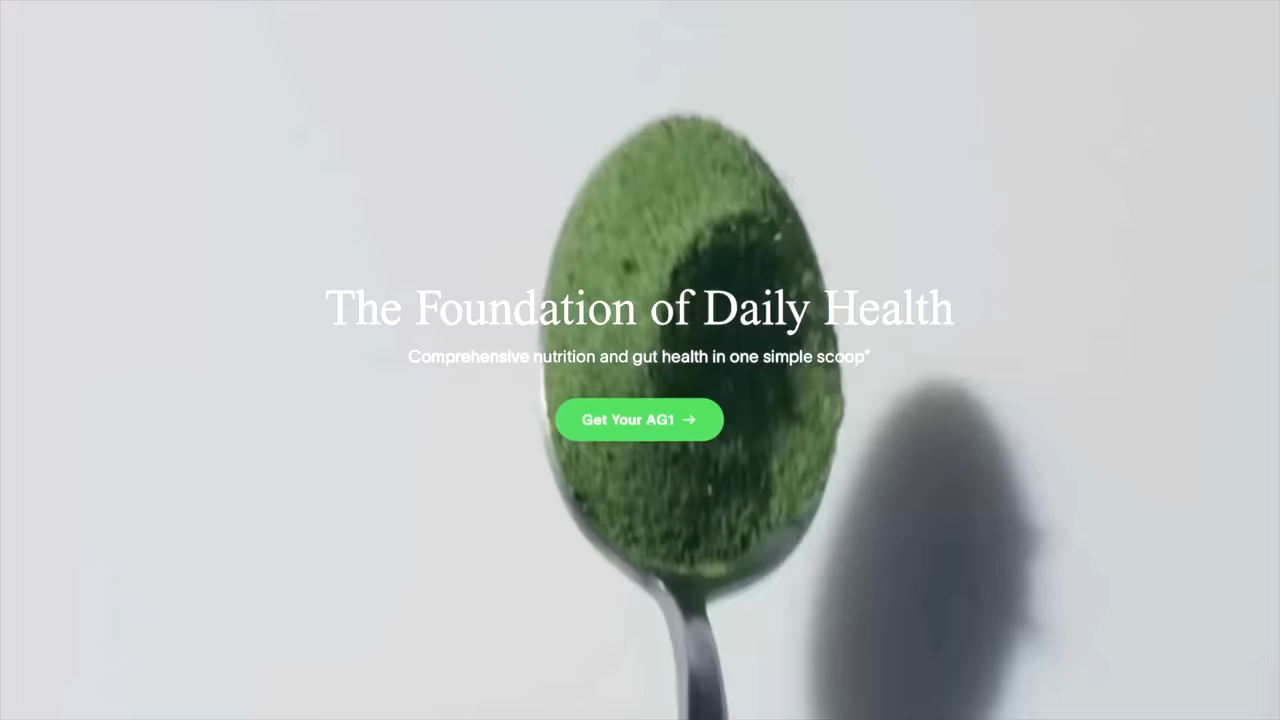 The Foundation of Daily Health
Comprehensive nutrition and gut health in one simple scoop*
Get Your AG1 →